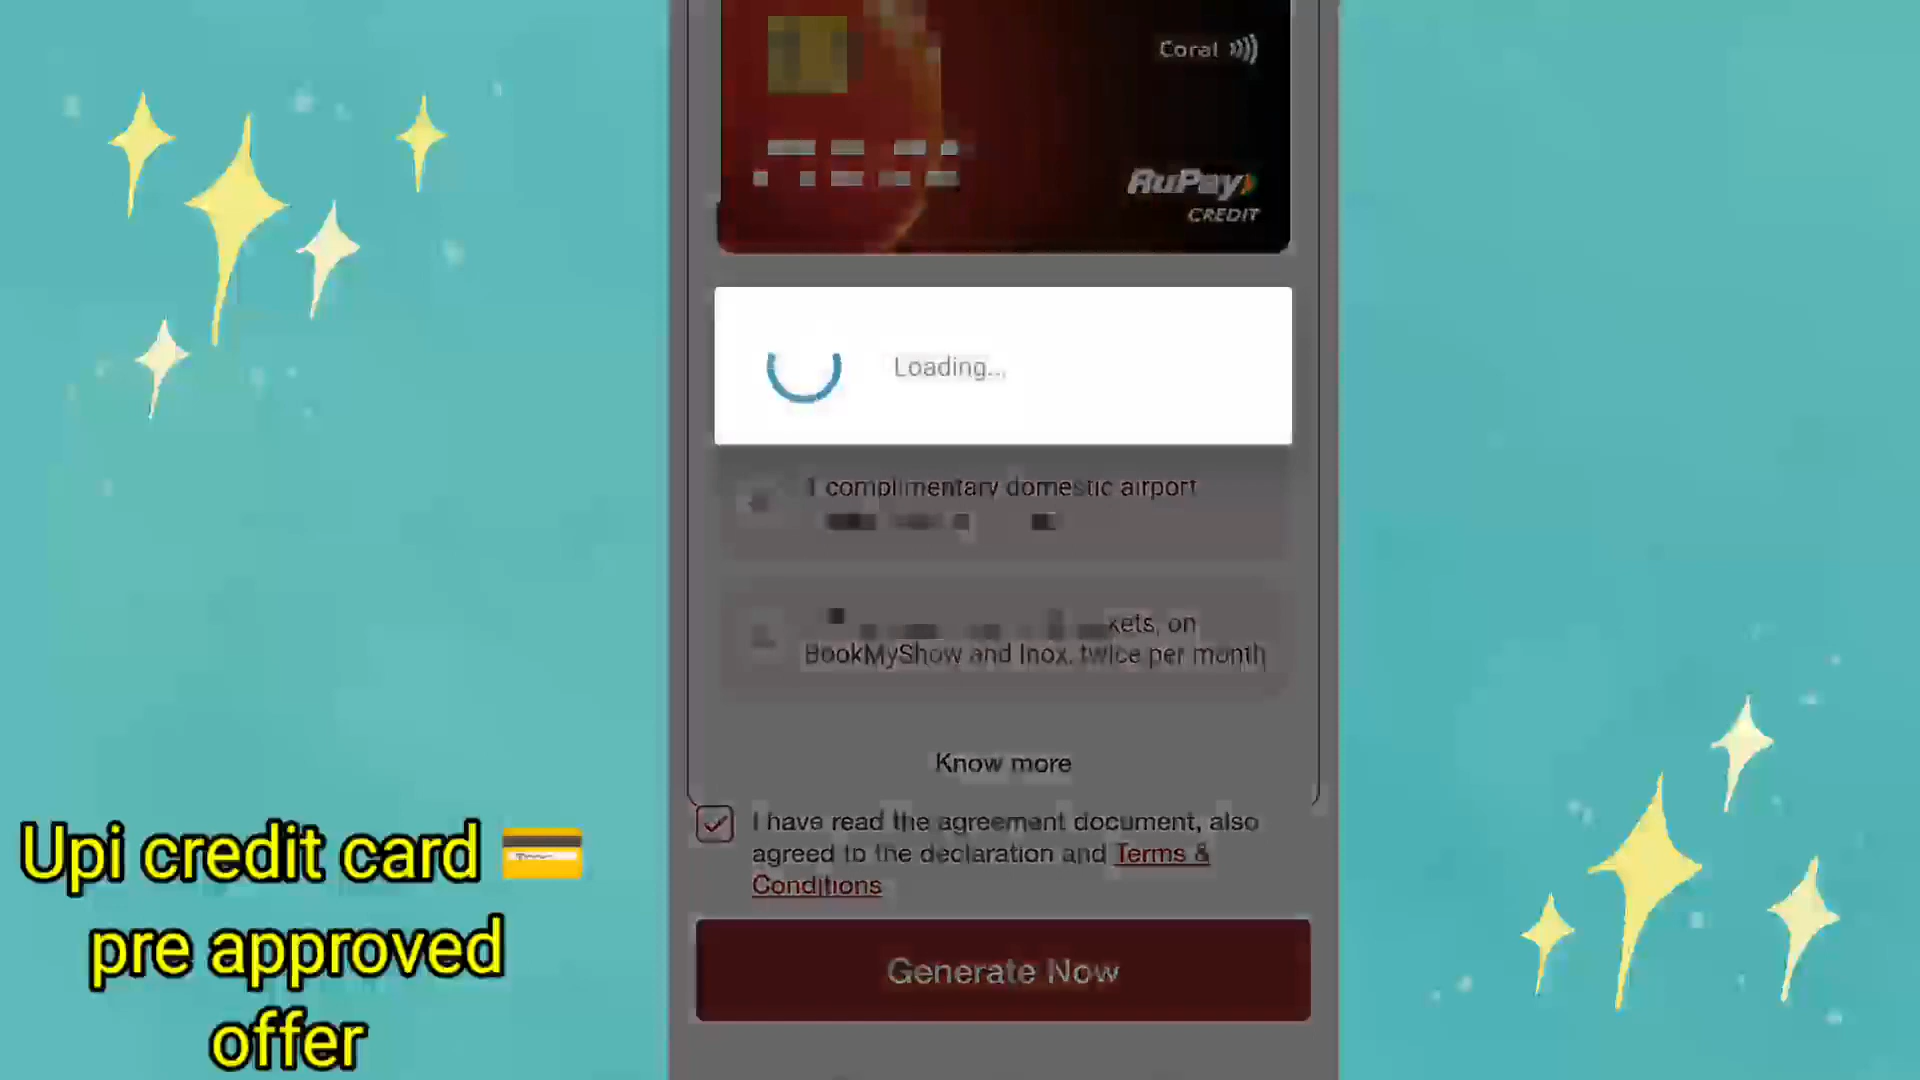 Coral
RuPay
CREDIT
Loading...
1 complimentary domestic airport
kets, on
BookMyShow and Inox, twice per month
Know more
I have read the agreement document, also
agreed to the declaration and Terms &
Conditions
Generate Now
Upi credit card 💳
pre approved
offer